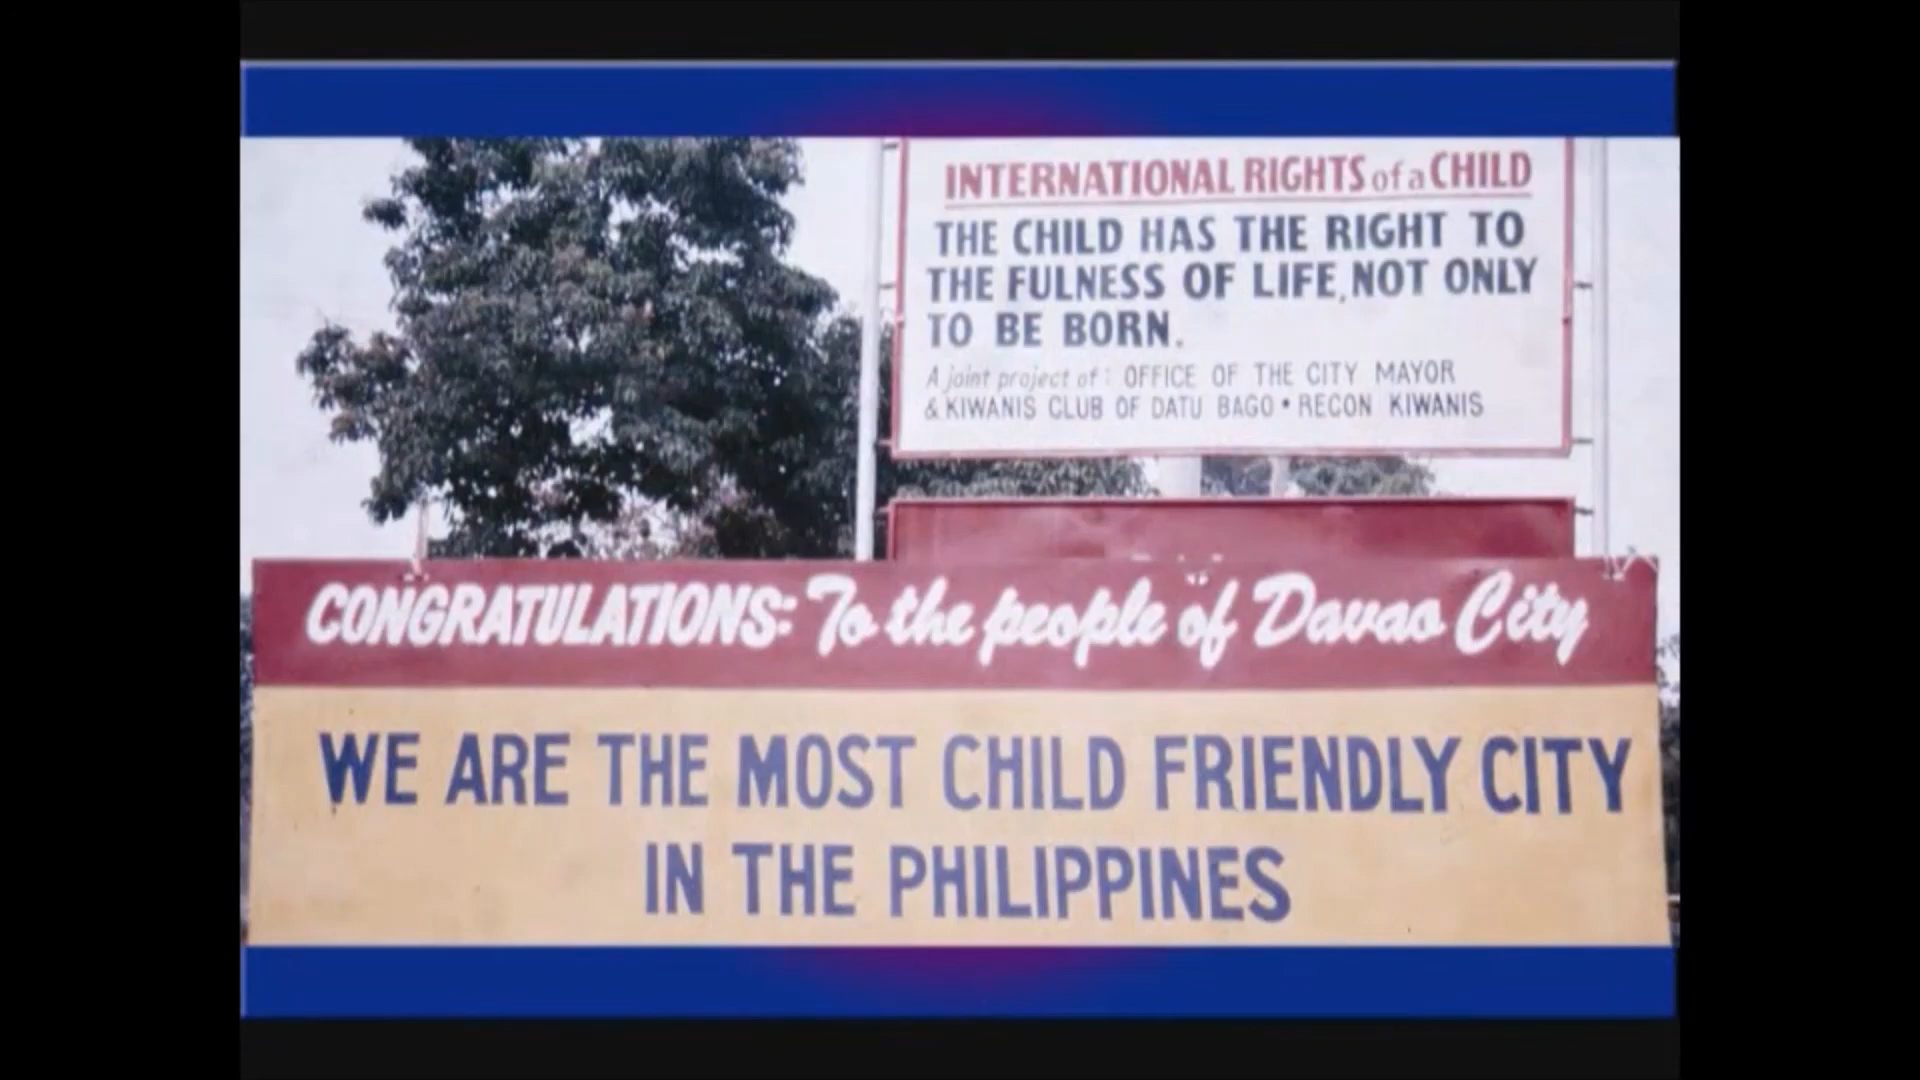 INTERNATIONAL RIGHTS of a CHILD
THE CHILD HAS THE RIGHT TO
THE FULNESS OF LIFE, NOT ONLY
TO BE BORN.
A joint project of : OFFICE OF THE CITY MAYOR
& KIWANIS CLUB OF DATU BAGO • RECON KIWANIS
CONGRATULATIONS: To the people of Davao City
WE ARE THE MOST CHILD FRIENDLY CITY
IN THE PHILIPPINES